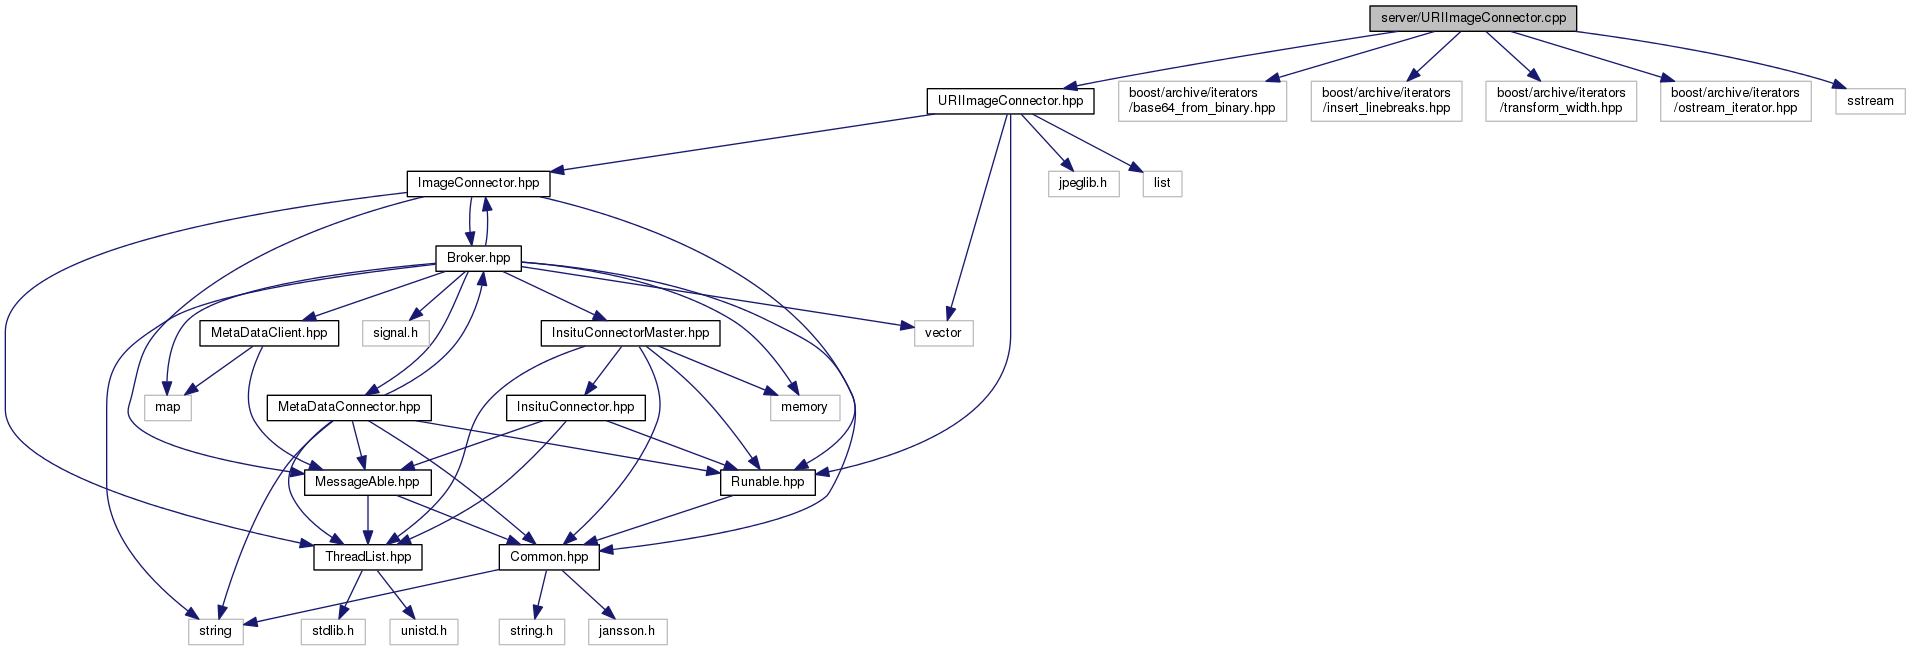 server/URIImageConnector.cpp
URIImageConnector.hpp
boost/archive/iterators
/base64_from_binary.hpp
boost/archive/iterators
/insert_linebreaks.hpp
boost/archive/iterators
/transform_width.hpp
boost/archive/iterators
/ostream_iterator.hpp
sstream
ImageConnector.hpp
jpeglib.h
list
Broker.hpp
MetaDataClient.hpp
signal.h
InsituConnectorMaster.hpp
vector
map
MetaDataConnector.hpp
InsituConnector.hpp
memory
MessageAble.hpp
Runable.hpp
ThreadList.hpp
Common.hpp
string
stdlib.h
unistd.h
string.h
jansson.h